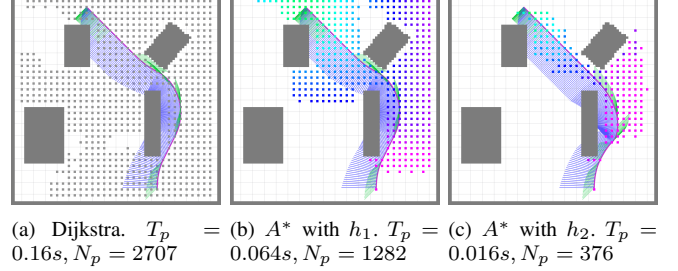 (a) Dijkstra. T_p =
0.16s, N_p = 2707
(b) A* with h_1. T_p =
0.064s, N_p = 1282
(c) A* with h_2. T_p =
0.016s, N_p = 376